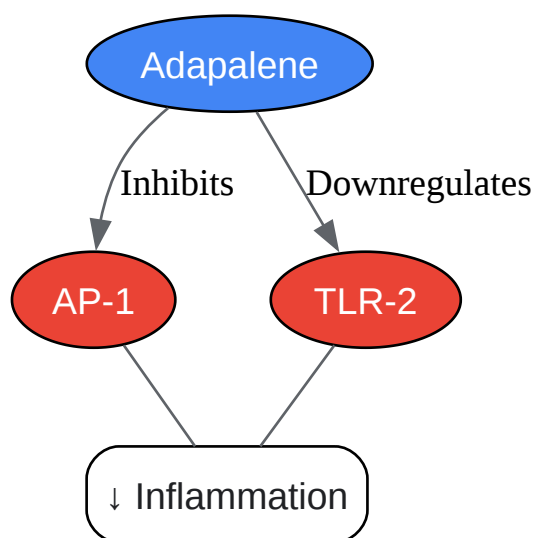 Adapalene
Inhibits
Downregulates
AP-1
TLR-2
↓ Inflammation